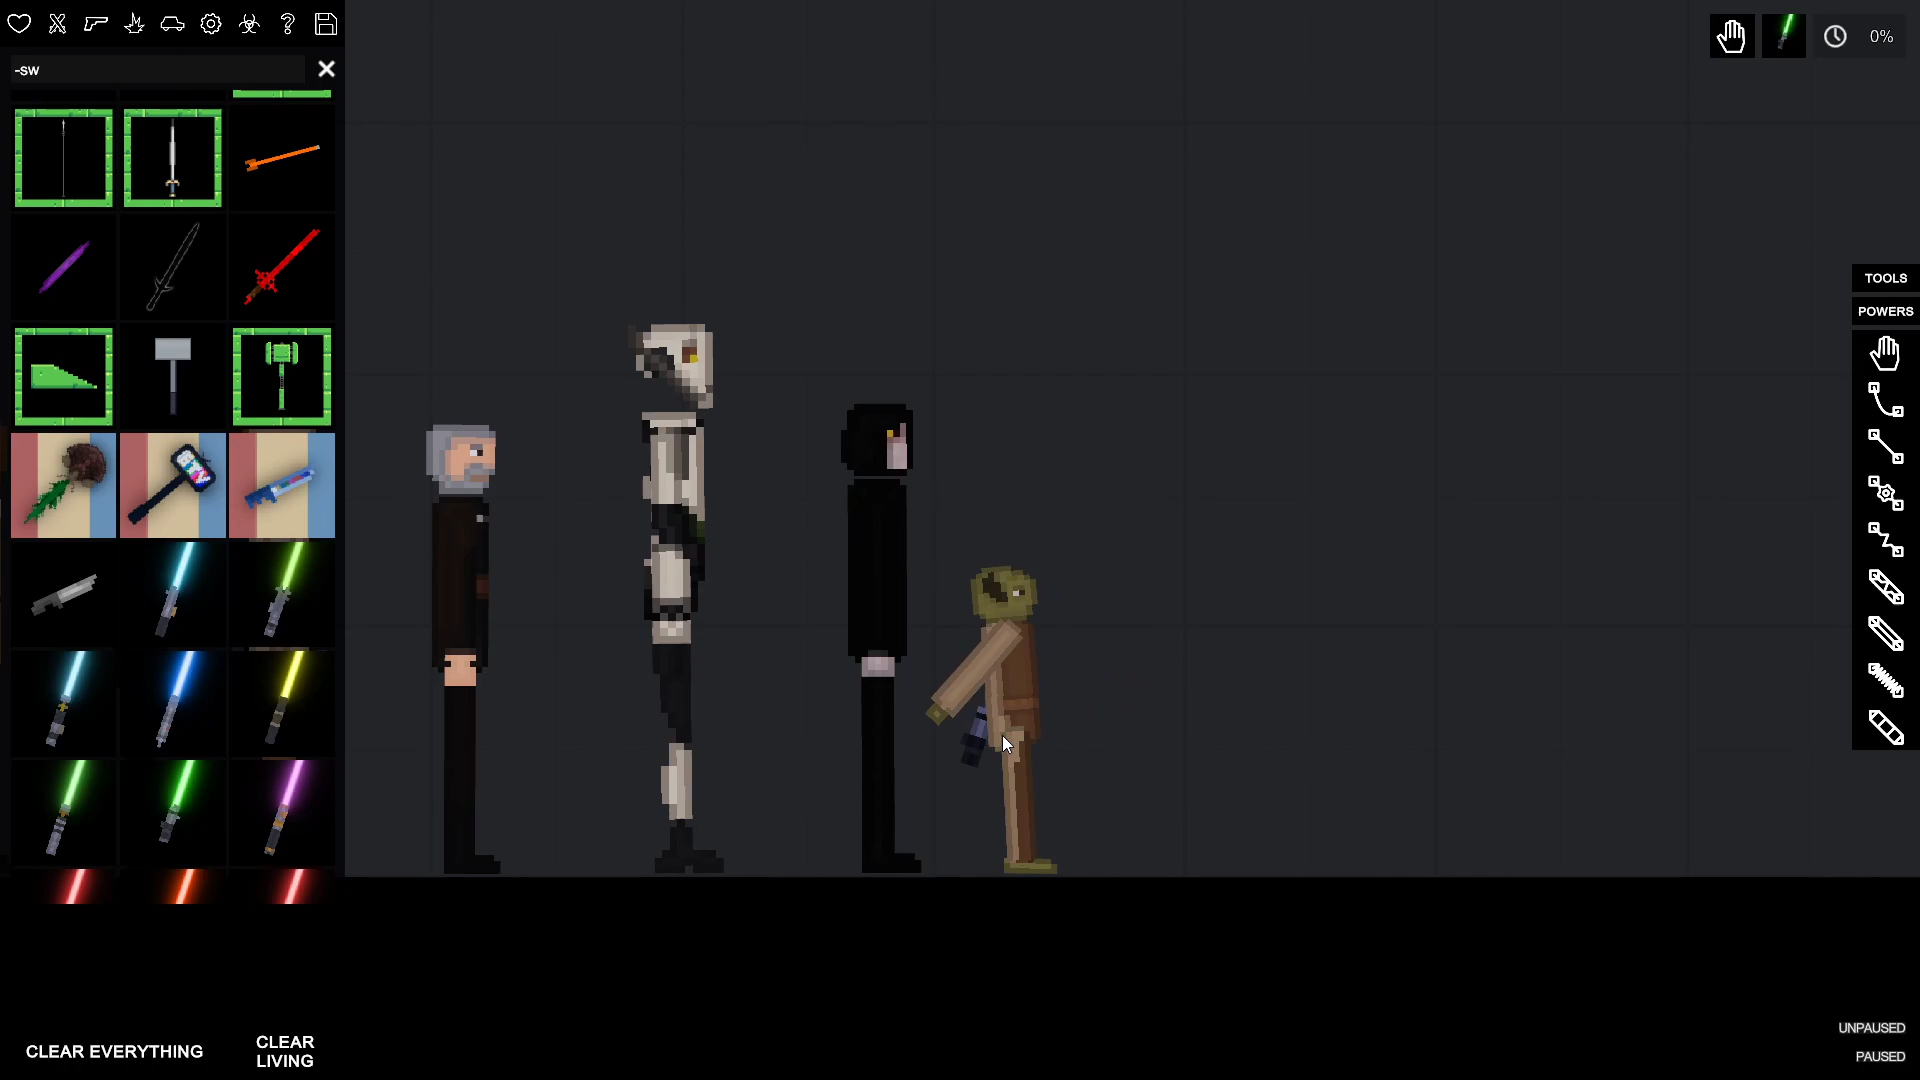 -sw
0%
TOOLS
POWERS
CLEAR EVERYTHING
CLEAR
LIVING
UNPAUSED
PAUSED